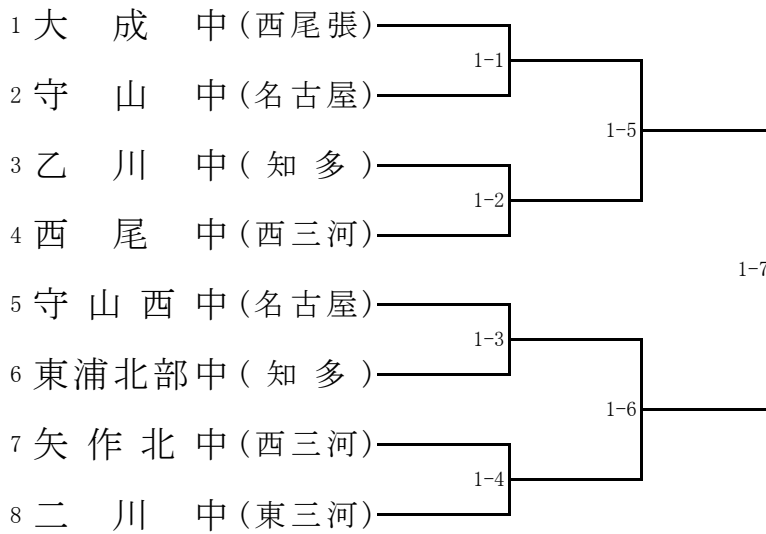 1 大成中(西尾張)
1-1
2 守山中(名古屋)
1-5
3 乙川中(知多)
1-2
4 西尾中(西三河)
1-7
5 守山西中(名古屋)
1-3
6 東浦北部中(知多)
1-6
7 矢作北中(西三河)
1-4
8 二川中(東三河)